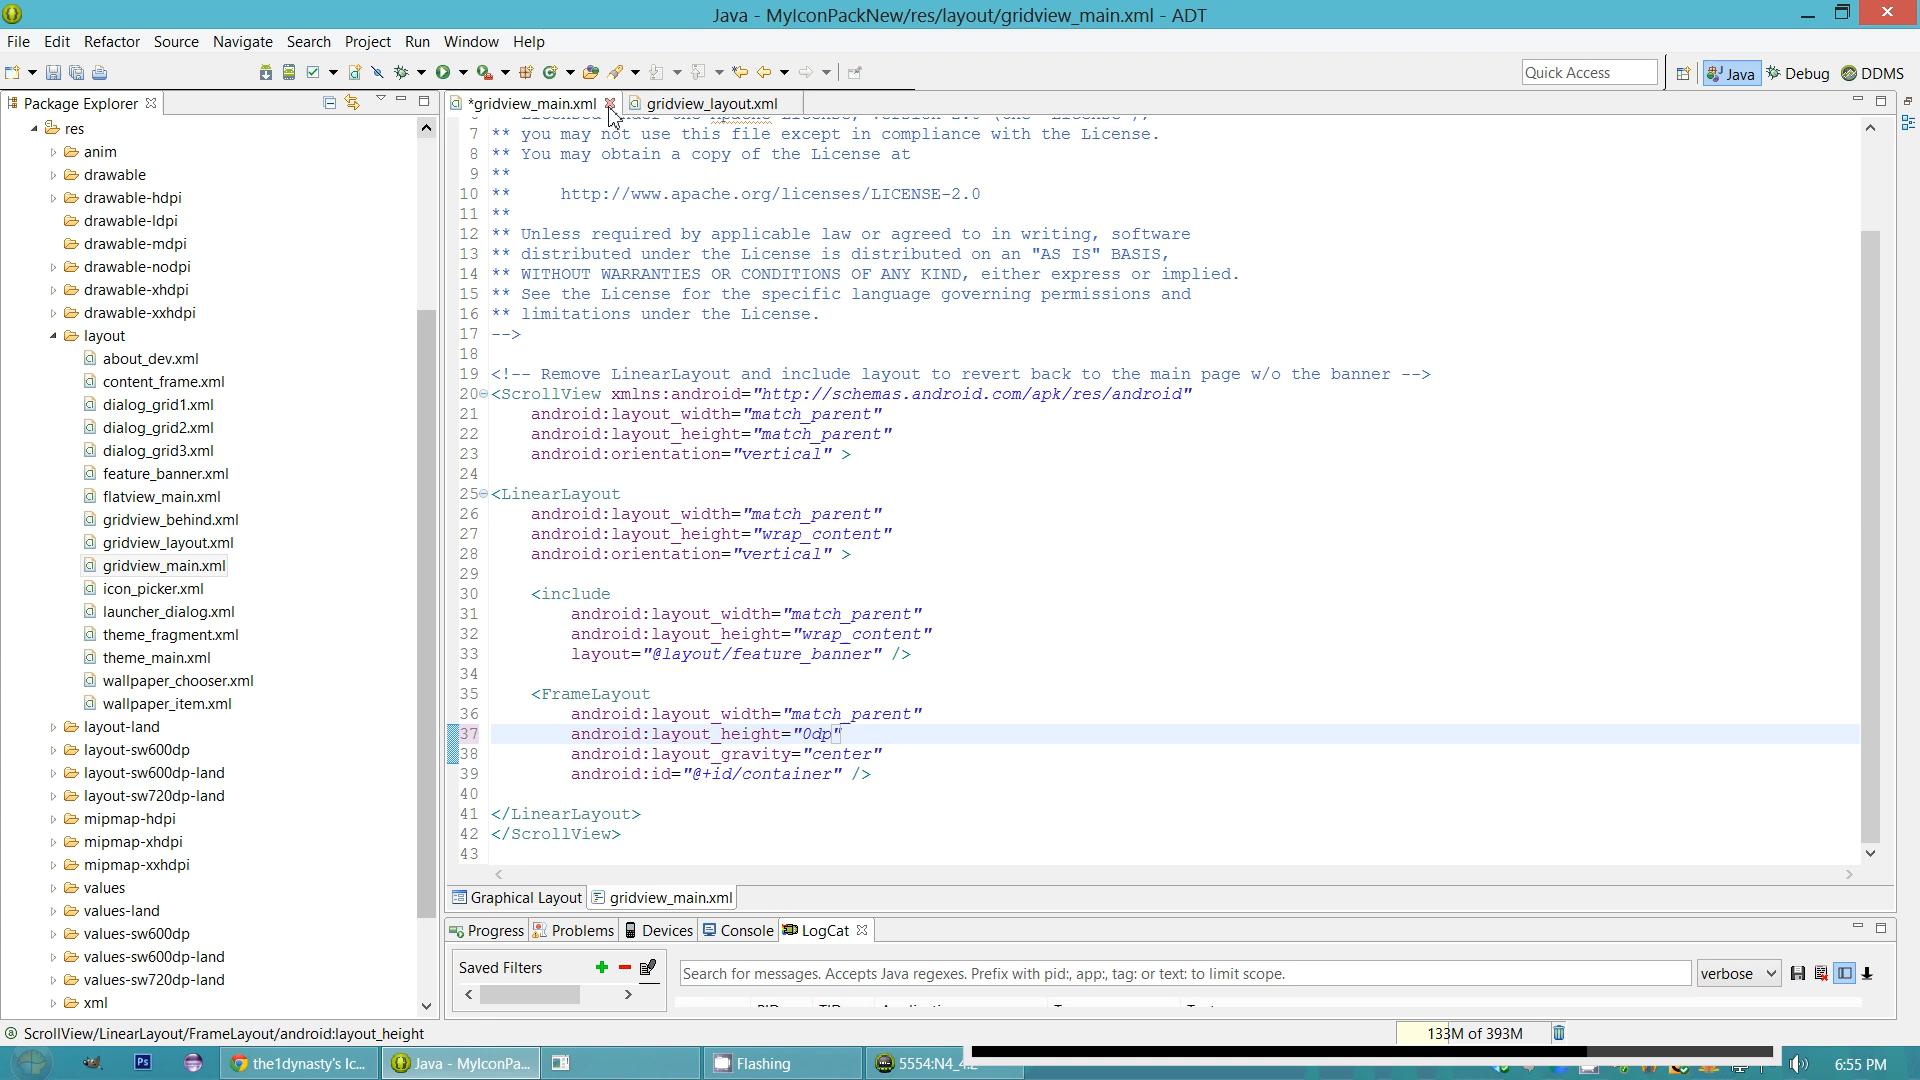 Java - MyIconPackNew/res/layout/gridview_main.xml - ADT
File Edit Refactor Source Navigate Search Project Run Window Help
Quick Access Java Debug DDMS
Package Explorer
*gridview_main.xml gridview_layout.xml
res
anim
drawable
drawable-hdpi
drawable-ldpi
drawable-mdpi
drawable-nodpi
drawable-xhdpi
drawable-xxhdpi
layout
about_dev.xml
content_frame.xml
dialog_grid1.xml
dialog_grid2.xml
dialog_grid3.xml
feature_banner.xml
flatview_main.xml
gridview_behind.xml
gridview_layout.xml
gridview_main.xml
icon_picker.xml
launcher_dialog.xml
theme_fragment.xml
theme_main.xml
wallpaper_chooser.xml
wallpaper_item.xml
layout-land
layout-sw600dp
layout-sw600dp-land
layout-sw720dp-land
mipmap-hdpi
mipmap-xhdpi
mipmap-xxhdpi
values
values-land
values-sw600dp
values-sw600dp-land
values-sw720dp-land
xml
7 ** you may not use this file except in compliance with the License.
8 ** You may obtain a copy of the License at
9 **
10 ** http://www.apache.org/licenses/LICENSE-2.0
11 **
12 ** Unless required by applicable law or agreed to in writing, software
13 ** distributed under the License is distributed on an "AS IS" BASIS,
14 ** WITHOUT WARRANTIES OR CONDITIONS OF ANY KIND, either express or implied.
15 ** See the License for the specific language governing permissions and
16 ** limitations under the License.
17 -->
18
19 <!-- Remove LinearLayout and include layout to revert back to the main page w/o the banner -->
20 <ScrollView xmlns:android="http://schemas.android.com/apk/res/android"
21 android:layout_width="match_parent"
22 android:layout_height="match_parent"
23 android:orientation="vertical" >
24
25 <LinearLayout
26 android:layout_width="match_parent"
27 android:layout_height="wrap_content"
28 android:orientation="vertical" >
29
30 <include
31 android:layout_width="match_parent"
32 android:layout_height="wrap_content"
33 layout="@layout/feature_banner" />
34
35 <FrameLayout
36 android:layout_width="match_parent"
37 android:layout_height="0dp"
38 android:layout_gravity="center"
39 android:id="@+id/container" />
40
41 </LinearLayout>
42 </ScrollView>
43
Graphical Layout gridview_main.xml
Progress Problems Devices Console LogCat
Saved Filters
Search for messages. Accepts Java regexes. Prefix with pid:, app:, tag: or text: to limit scope.
verbose
ScrollView/LinearLayout/FrameLayout/android:layout_height
133M of 393M
Ps the1dynasty's Ic... Java - MyIconPa... Flashing 5554:N4_4.2 6:55 PM